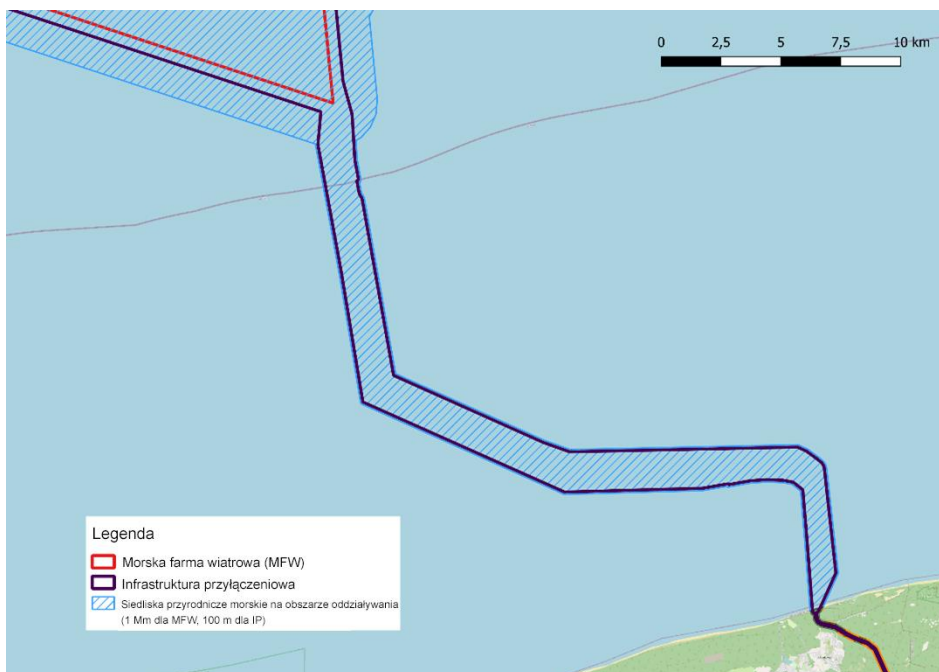 0 2,5 5 7,5 10 km
Legenda
Morska farma wiatrowa (MFW)
Infrastruktura przyłączeniowa
Siedliska przyrodnicze morskie na obszarze oddziaływania
(1 Mm dla MFW, 100 m dla IP)